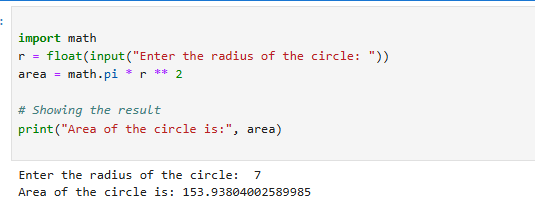 :
import math
r = float(input("Enter the radius of the circle: "))
area = math.pi * r ** 2
# Showing the result
print("Area of the circle is:", area)
Enter the radius of the circle:  7
Area of the circle is: 153.93804002589985